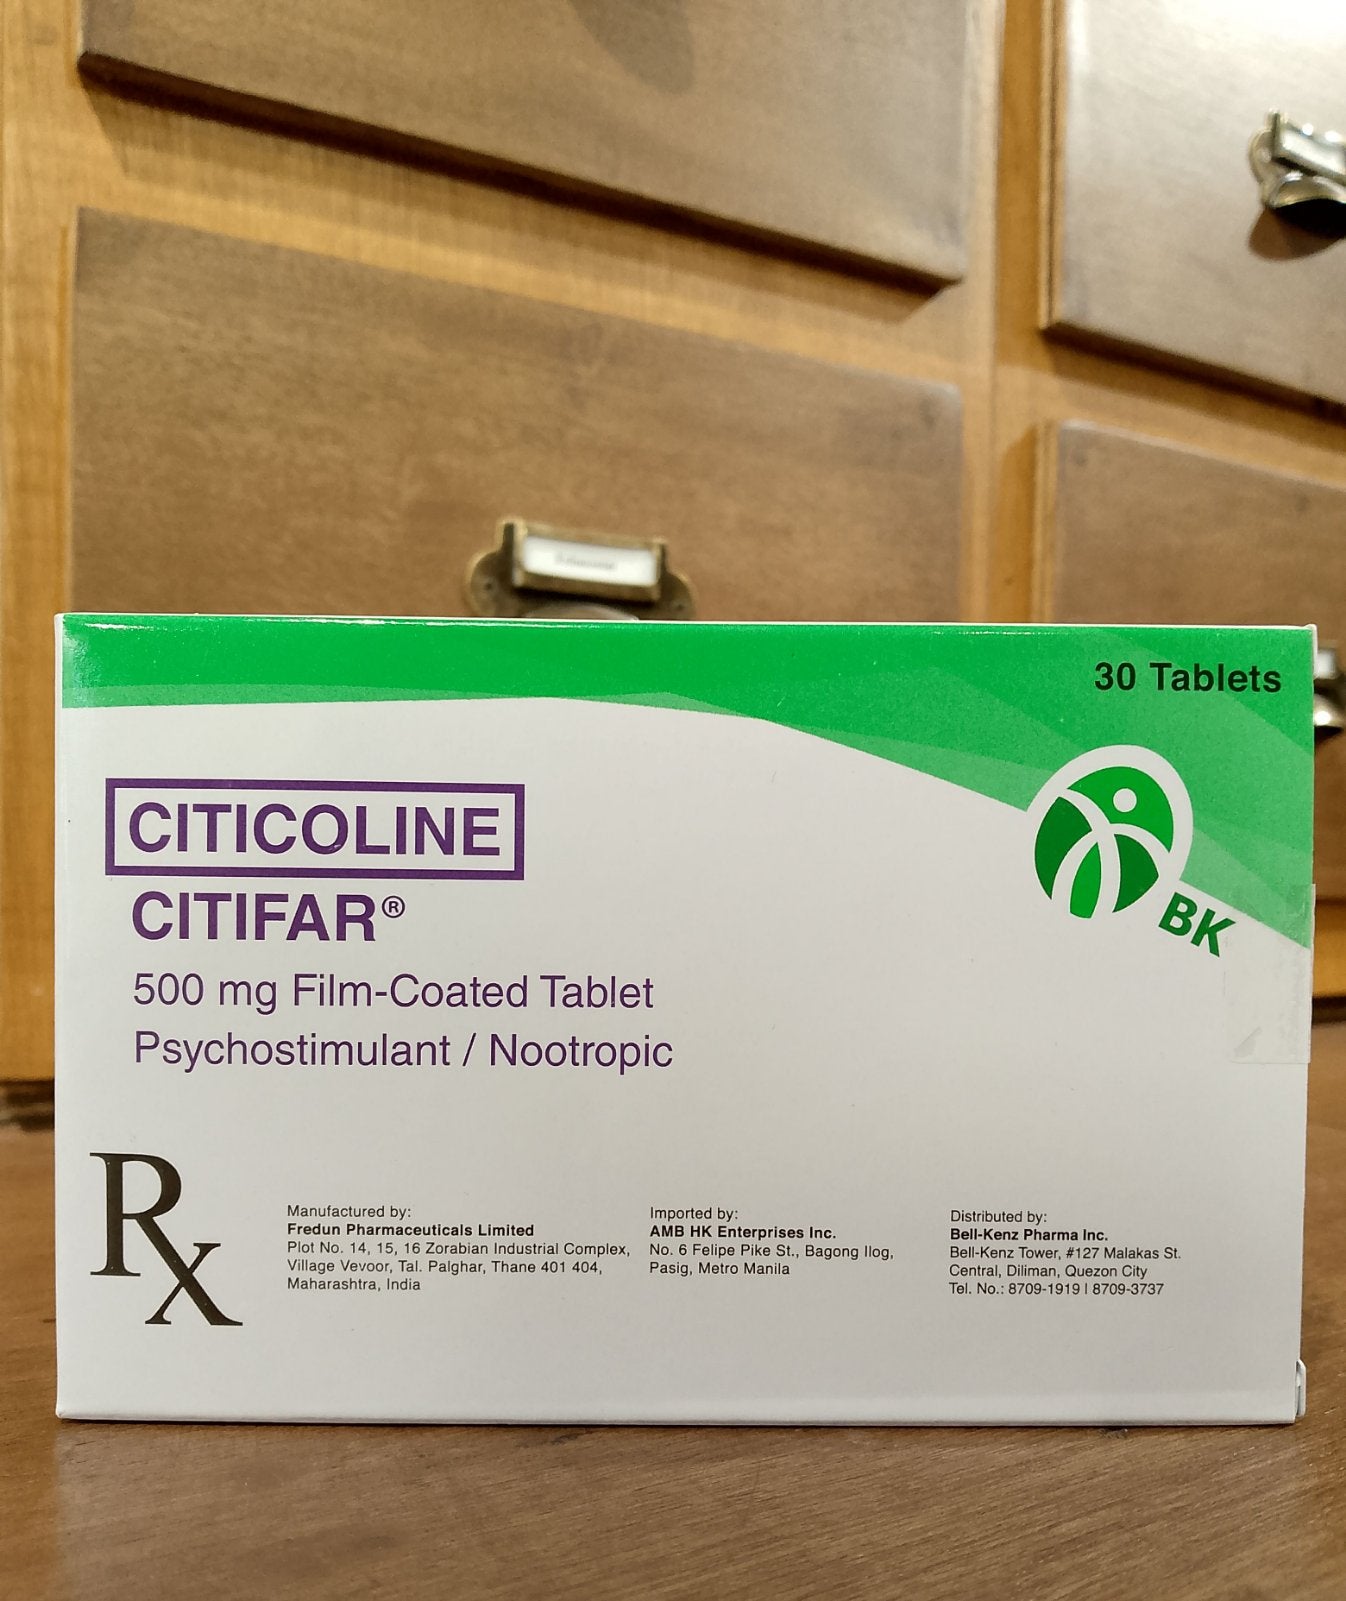 30 Tablets
CITICOLINE
CITIFAR®
BK
500 mg Film-Coated Tablet
Psychostimulant / Nootropic
Rx
Manufactured by:
Fredun Pharmaceuticals Limited
Plot No. 14, 15, 16 Zorabian Industrial Complex,
Village Vevoor, Tal. Palghar, Thane 401 404,
Maharashtra, India
Imported by:
AMB HK Enterprises Inc.
No. 6 Felipe Pike St., Bagong Ilog,
Pasig, Metro Manila
Distributed by:
Bell-Kenz Pharma Inc.
Bell-Kenz Tower, #127 Malakas St.
Central, Diliman, Quezon City
Tel. No.: 8709-1919 | 8709-3737